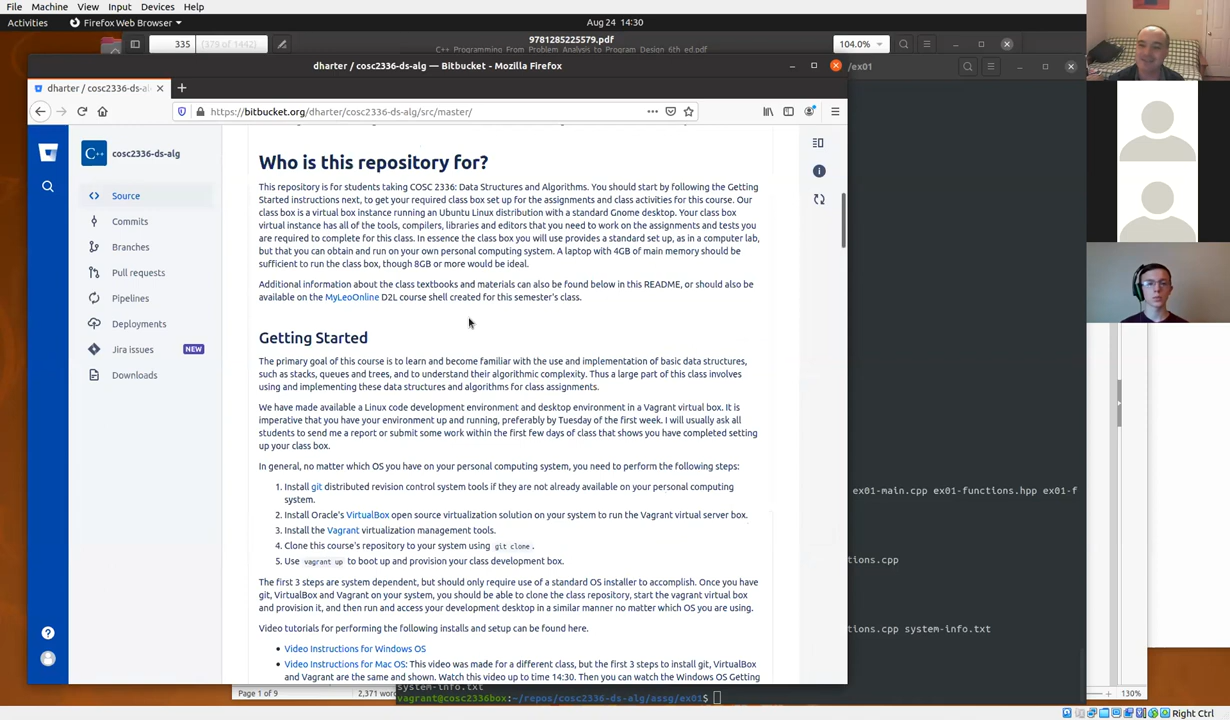 File Machine View Input Devices Help
Activities Firefox Web Browser Aug 24 14:30
335 (379 of 1442) 9781285225579.pdf 104.0%
C++ Programming From Problem Analysis to Program Design 6th ed.pdf
dharter / cosc2336-ds-alg — Bitbucket - Mozilla Firefox /ex01
dharter / cosc2336-ds-al
https://bitbucket.org/dharter/cosc2336-ds-alg/src/master/
C++ cosc2336-ds-alg
Source
Commits
Branches
Pull requests
Pipelines
Deployments
Jira issues NEW
Downloads
Who is this repository for?
This repository is for students taking COSC 2336: Data Structures and Algorithms. You should start by following the Getting
Started instructions next, to get your required class box set up for the assignments and class activities for this course. Our
class box is a virtual box instance running an Ubuntu Linux distribution with a standard Gnome desktop. Your class box
virtual instance has all of the tools, compilers, libraries and editors that you need to work on the assignments and tests you
are required to complete for this class. In essence the class box you will use provides a standard set up, as in a computer lab,
but that you can obtain and run on your own personal computing system. A laptop with 4GB of main memory should be
sufficient to run the class box, though 8GB or more would be ideal.
Additional information about the class textbooks and materials can also be found below in this README, or should also be
available on the MyLeoOnline D2L course shell created for this semester's class.
Getting Started
The primary goal of this course is to learn and become familiar with the use and implementation of basic data structures,
such as stacks, queues and trees, and to understand their algorithmic complexity. Thus a large part of this class involves
using and implementing these data structures and algorithms for class assignments.
We have made available a Linux code development environment and desktop environment in a Vagrant virtual box. It is
imperative that you have your environment up and running, preferably by Tuesday of the first week. I will usually ask all
students to send me a report or submit some work within the first few days of class that shows you have completed setting
up your class box.
In general, no matter which OS you have on your personal computing system, you need to perform the following steps:
1. Install git distributed revision control system tools if they are not already available on your personal computing
system.
2. Install Oracle's VirtualBox open source virtualization solution on your system to run the Vagrant virtual server box.
3. Install the Vagrant virtualization management tools.
4. Clone this course's repository to your system using git clone.
5. Use vagrant up to boot up and provision your class development box.
The first 3 steps are system dependent, but should only require use of a standard OS installer to accomplish. Once you have
git, VirtualBox and Vagrant on your system, you should be able to clone the class repository, start the vagrant virtual box
and provision it, and then run and access your development desktop in a similar manner no matter which OS you are using.
Video tutorials for performing the following installs and setup can be found here.
• Video Instructions for Windows OS
• Video Instructions for Mac OS: This video was made for a different class, but the first 3 steps to install git, VirtualBox
and Vagrant are the same and shown. Watch this video up to time 14:30. Then you can watch the Windows OS Getting
ex01-main.cpp ex01-functions.hpp ex01-f
tions.cpp
tions.cpp system-info.txt
system-info.txt
Page 1 of 9 2,371 words
vagrant@cosc2336box:~/repos/cosc2336-ds-alg/assg/ex01$
130%
Right Ctrl